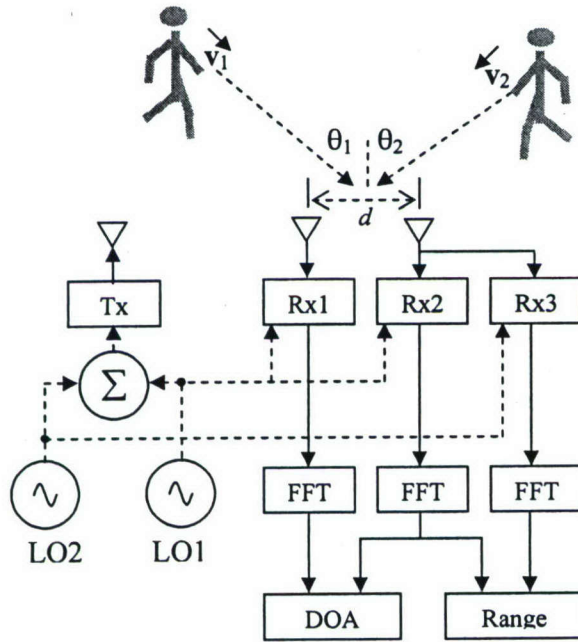 v1
v2
θ1 θ2
d
Tx
Rx1 Rx2 Rx3
Σ
FFT FFT FFT
LO2 LO1
DOA Range